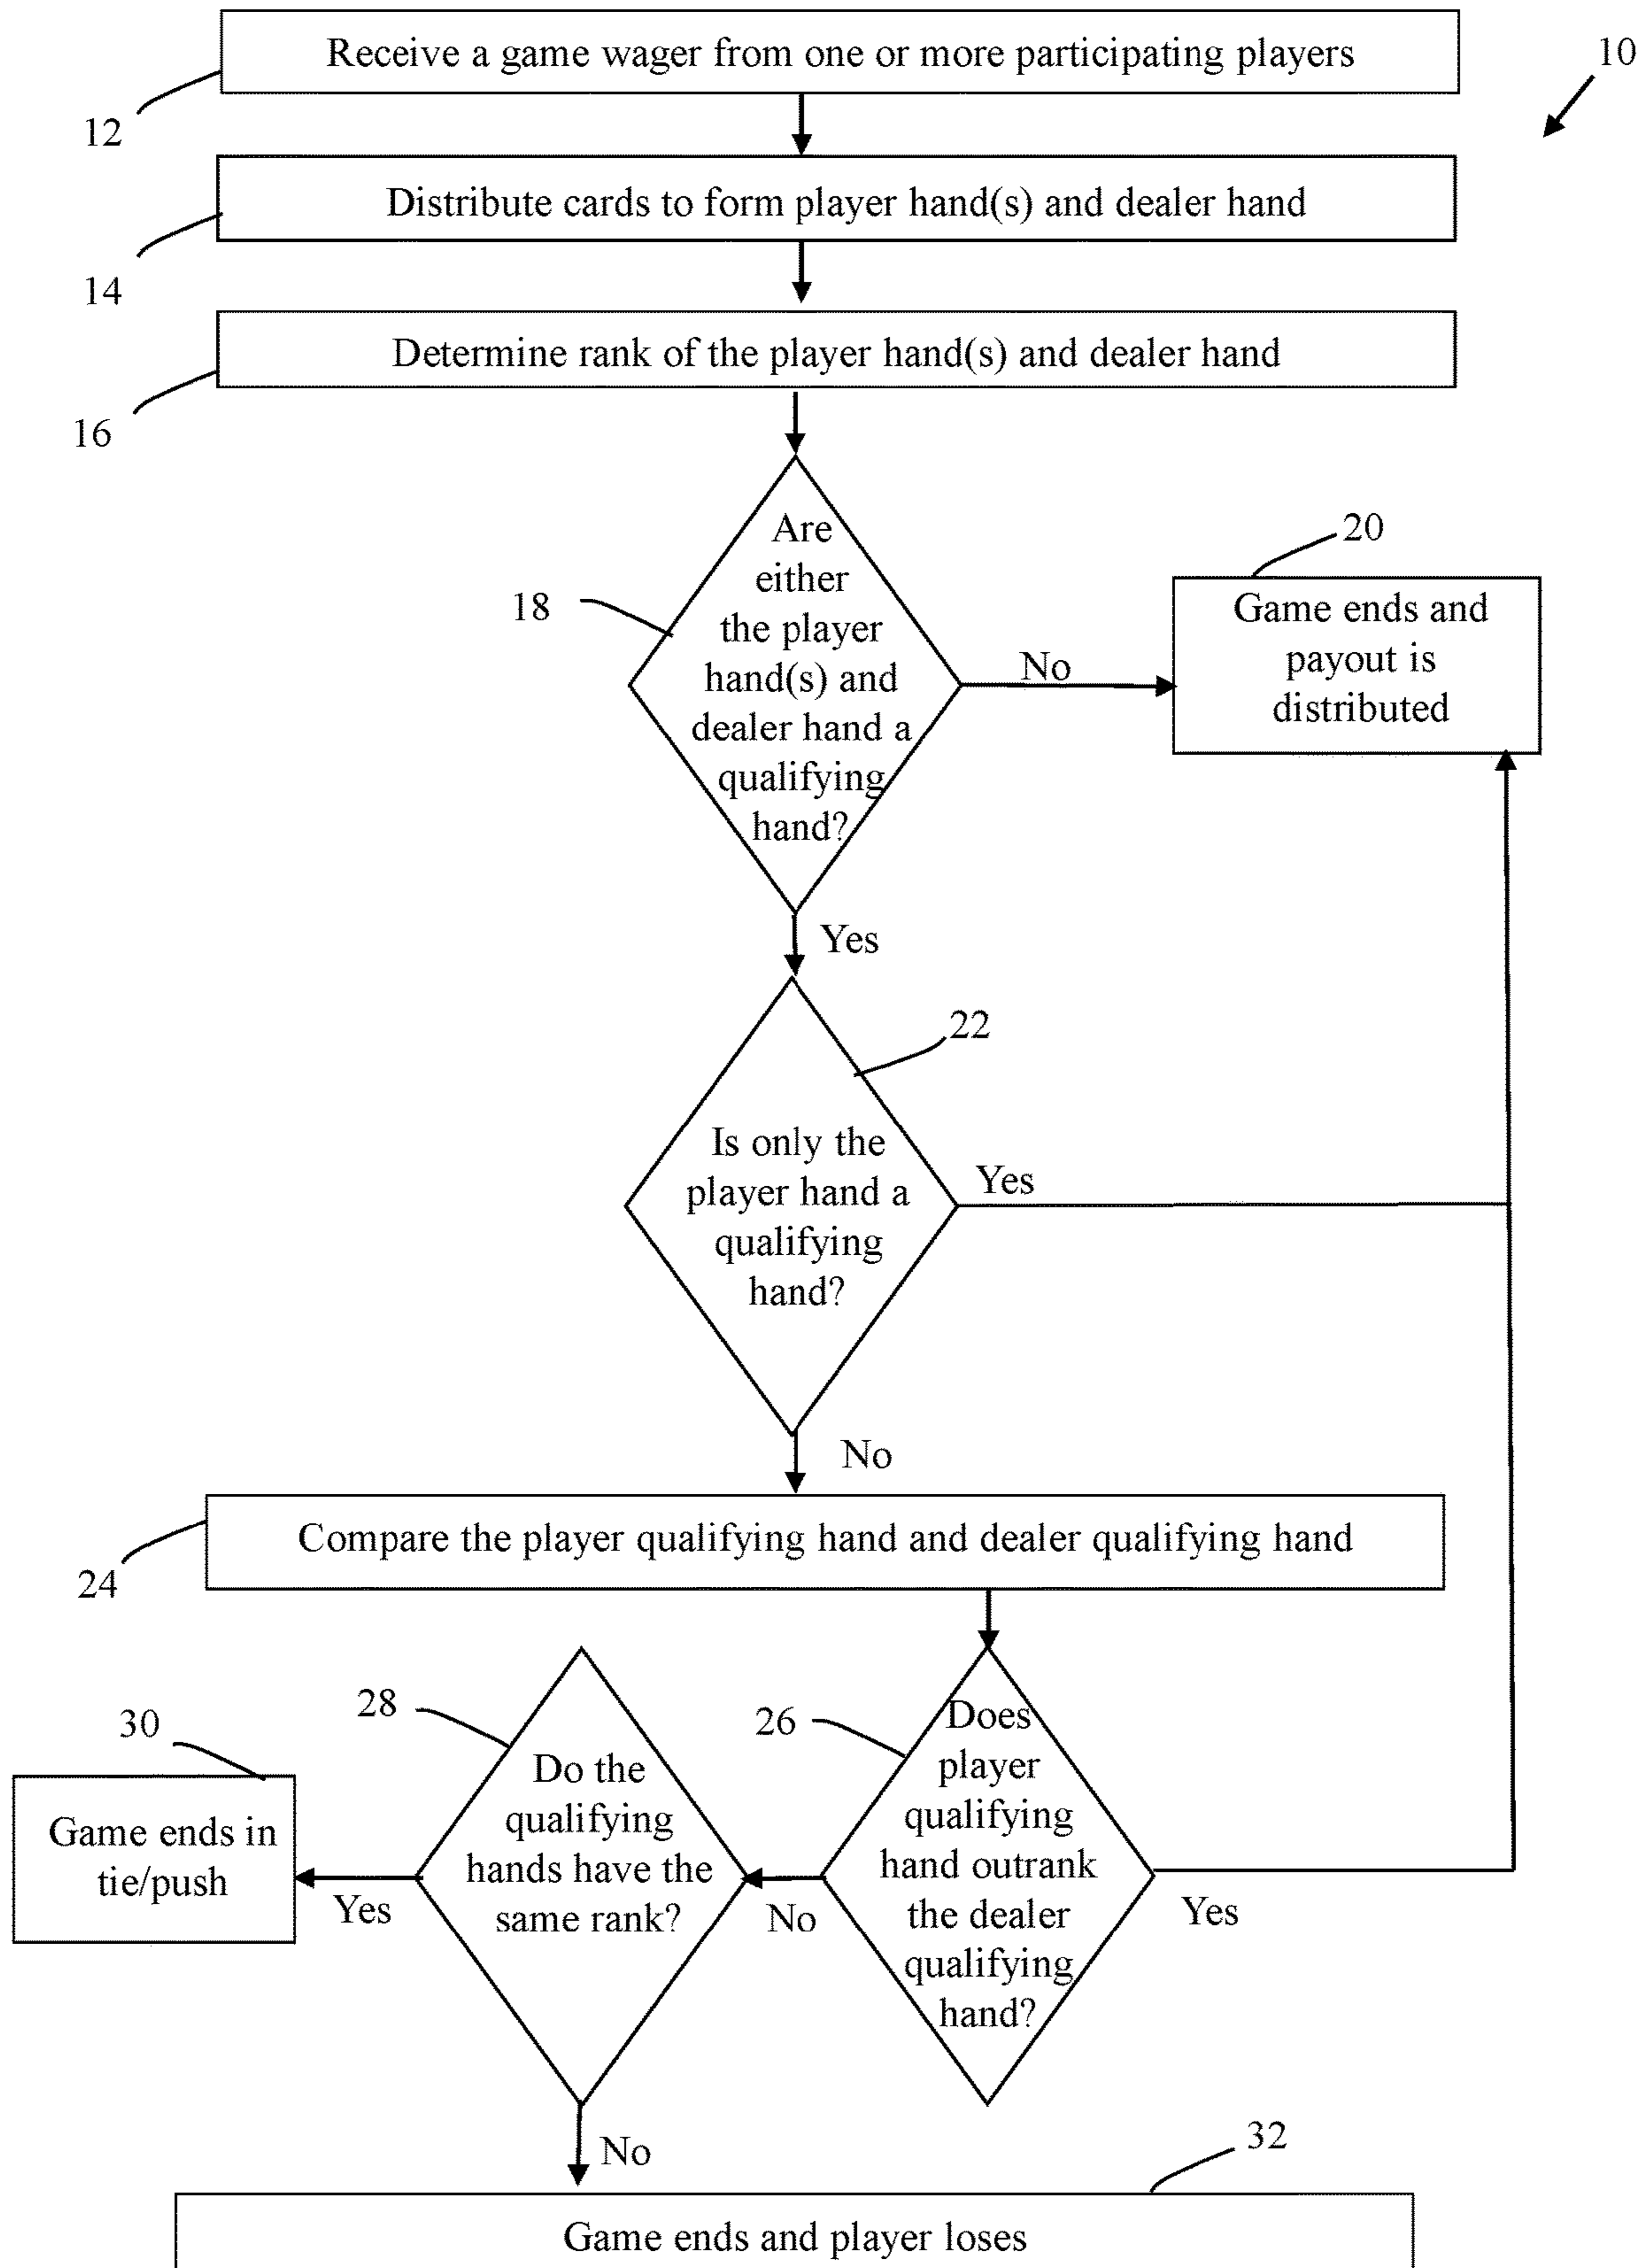 Receive a game wager from one or more participating players
10
12
Distribute cards to form player hand(s) and dealer hand
14
Determine rank of the player hand(s) and dealer hand
16
Are
either
the player
hand(s) and
dealer hand a
qualifying
hand?
18
No
20
Game ends and
payout is
distributed
Yes
22
Is only the
player hand a
qualifying
hand?
Yes
No
Compare the player qualifying hand and dealer qualifying hand
24
26
Does
player
qualifying
hand outrank
the dealer
qualifying
hand?
Yes
No
28
Do the
qualifying
hands have the
same rank?
Yes
30
Game ends in
tie/push
No
32
Game ends and player loses